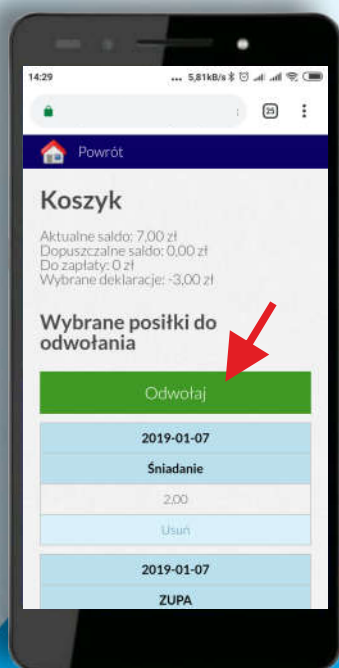 14:29
... 5,81kB/s
25
Powrót
Koszyk
Aktualne saldo: 7,00 zł
Dopuszczalne saldo: 0,00 zł
Do zapłaty: 0 zł
Wybrane deklaracje: -3,00 zł
Wybrane posiłki do
odwołania
Odwołaj
2019-01-07
Śniadanie
2.00
Usuń
2019-01-07
ZUPA